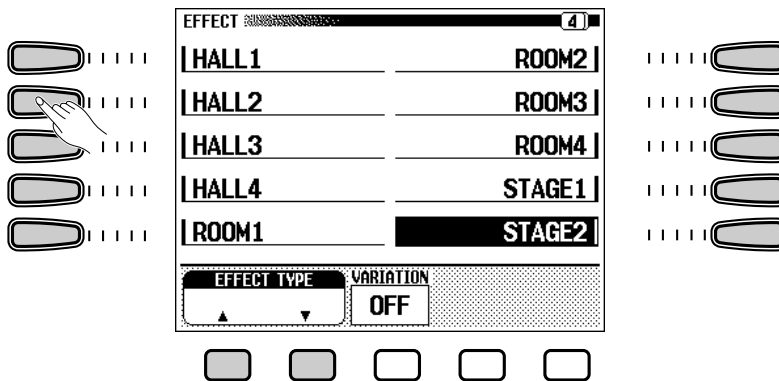 EFFECT 4
HALL1 ROOM2
HALL2 ROOM3
HALL3 ROOM4
HALL4 STAGE1
ROOM1 STAGE2
EFFECT TYPE VARIATION
▲ ▼ OFF